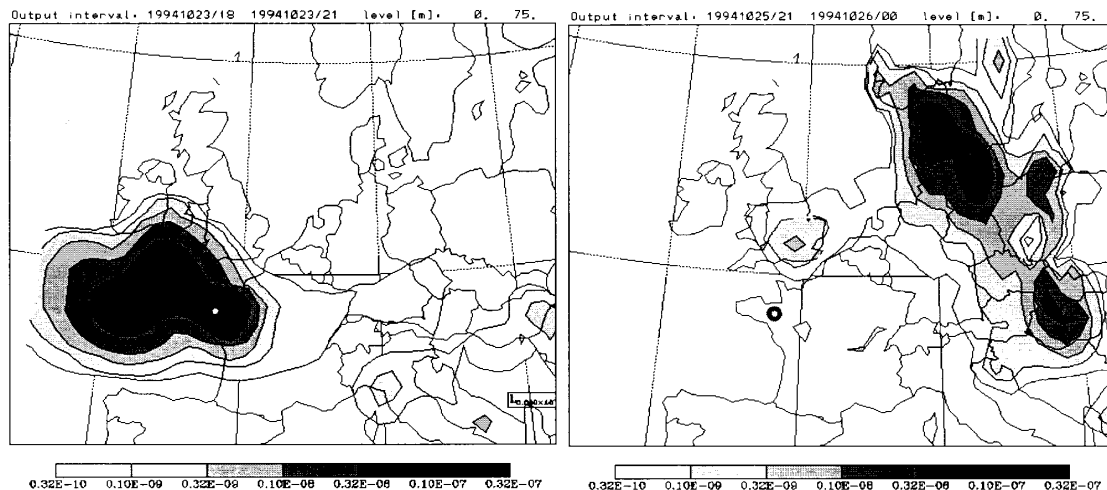 Output interval: 19941023/18 19941023/21 level [m]: 0. 75.
1
0.32E-10 0.10E-09 0.32E-09 0.10E-08 0.32E-08 0.10E-07 0.32E-07
Output interval: 19941025/21 19941026/00 level [m]: 0. 75.
1
0.32E-10 0.10E-09 0.32E-09 0.10E-08 0.32E-08 0.10E-07 0.32E-07